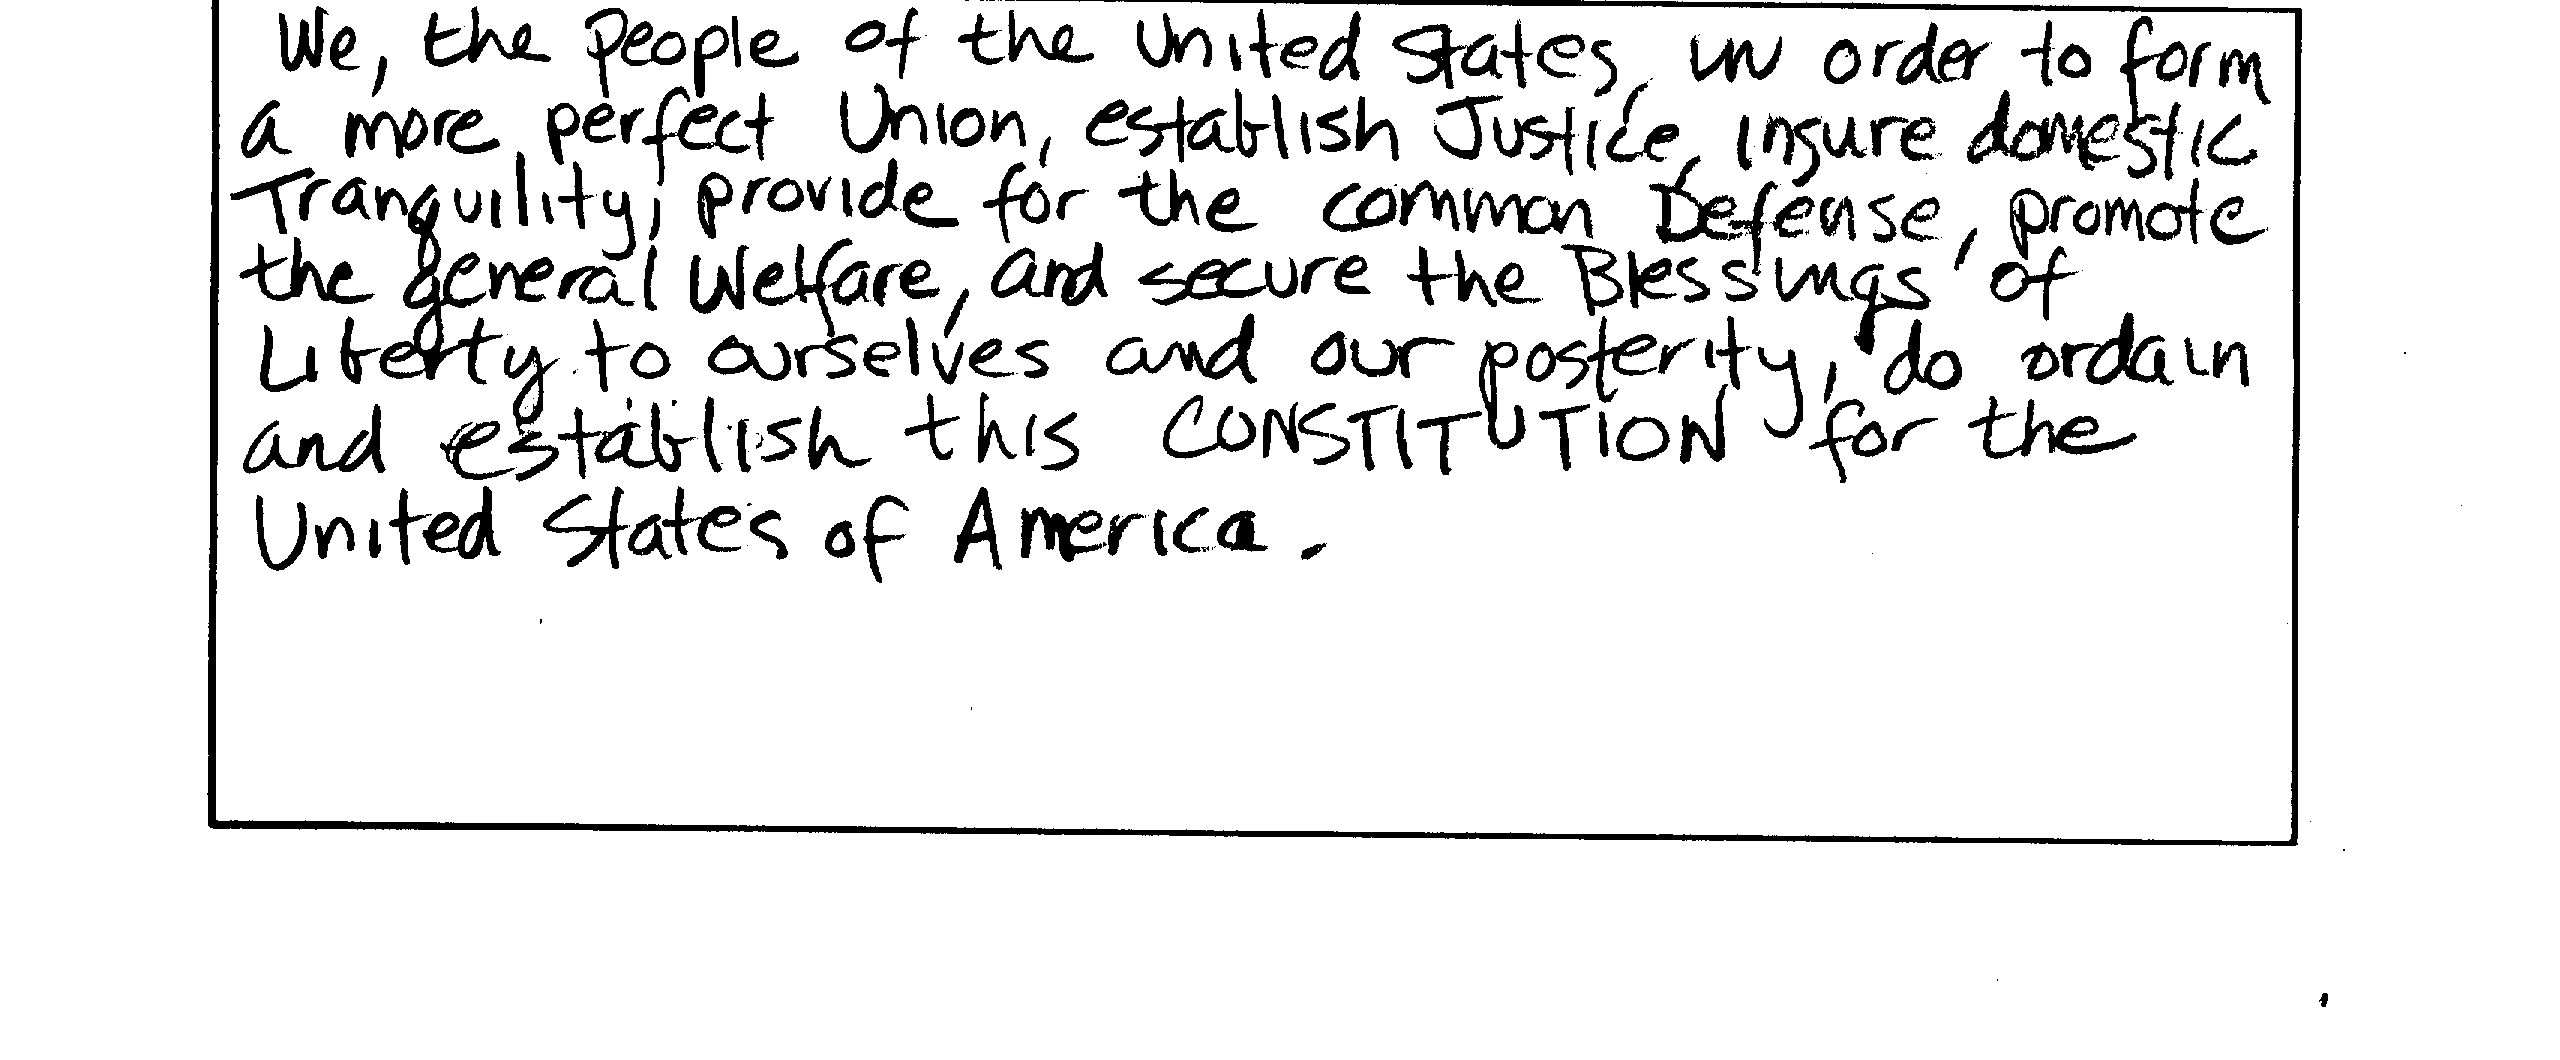 We, the people of the United States, in order to form
a more perfect Union, establish Justice, insure domestic
Tranquility, provide for the common Defense, promote
the general Welfare, and secure the Blessings of
Liberty to ourselves and our posterity, do ordain
and establish this CONSTITUTION for the
United States of America.